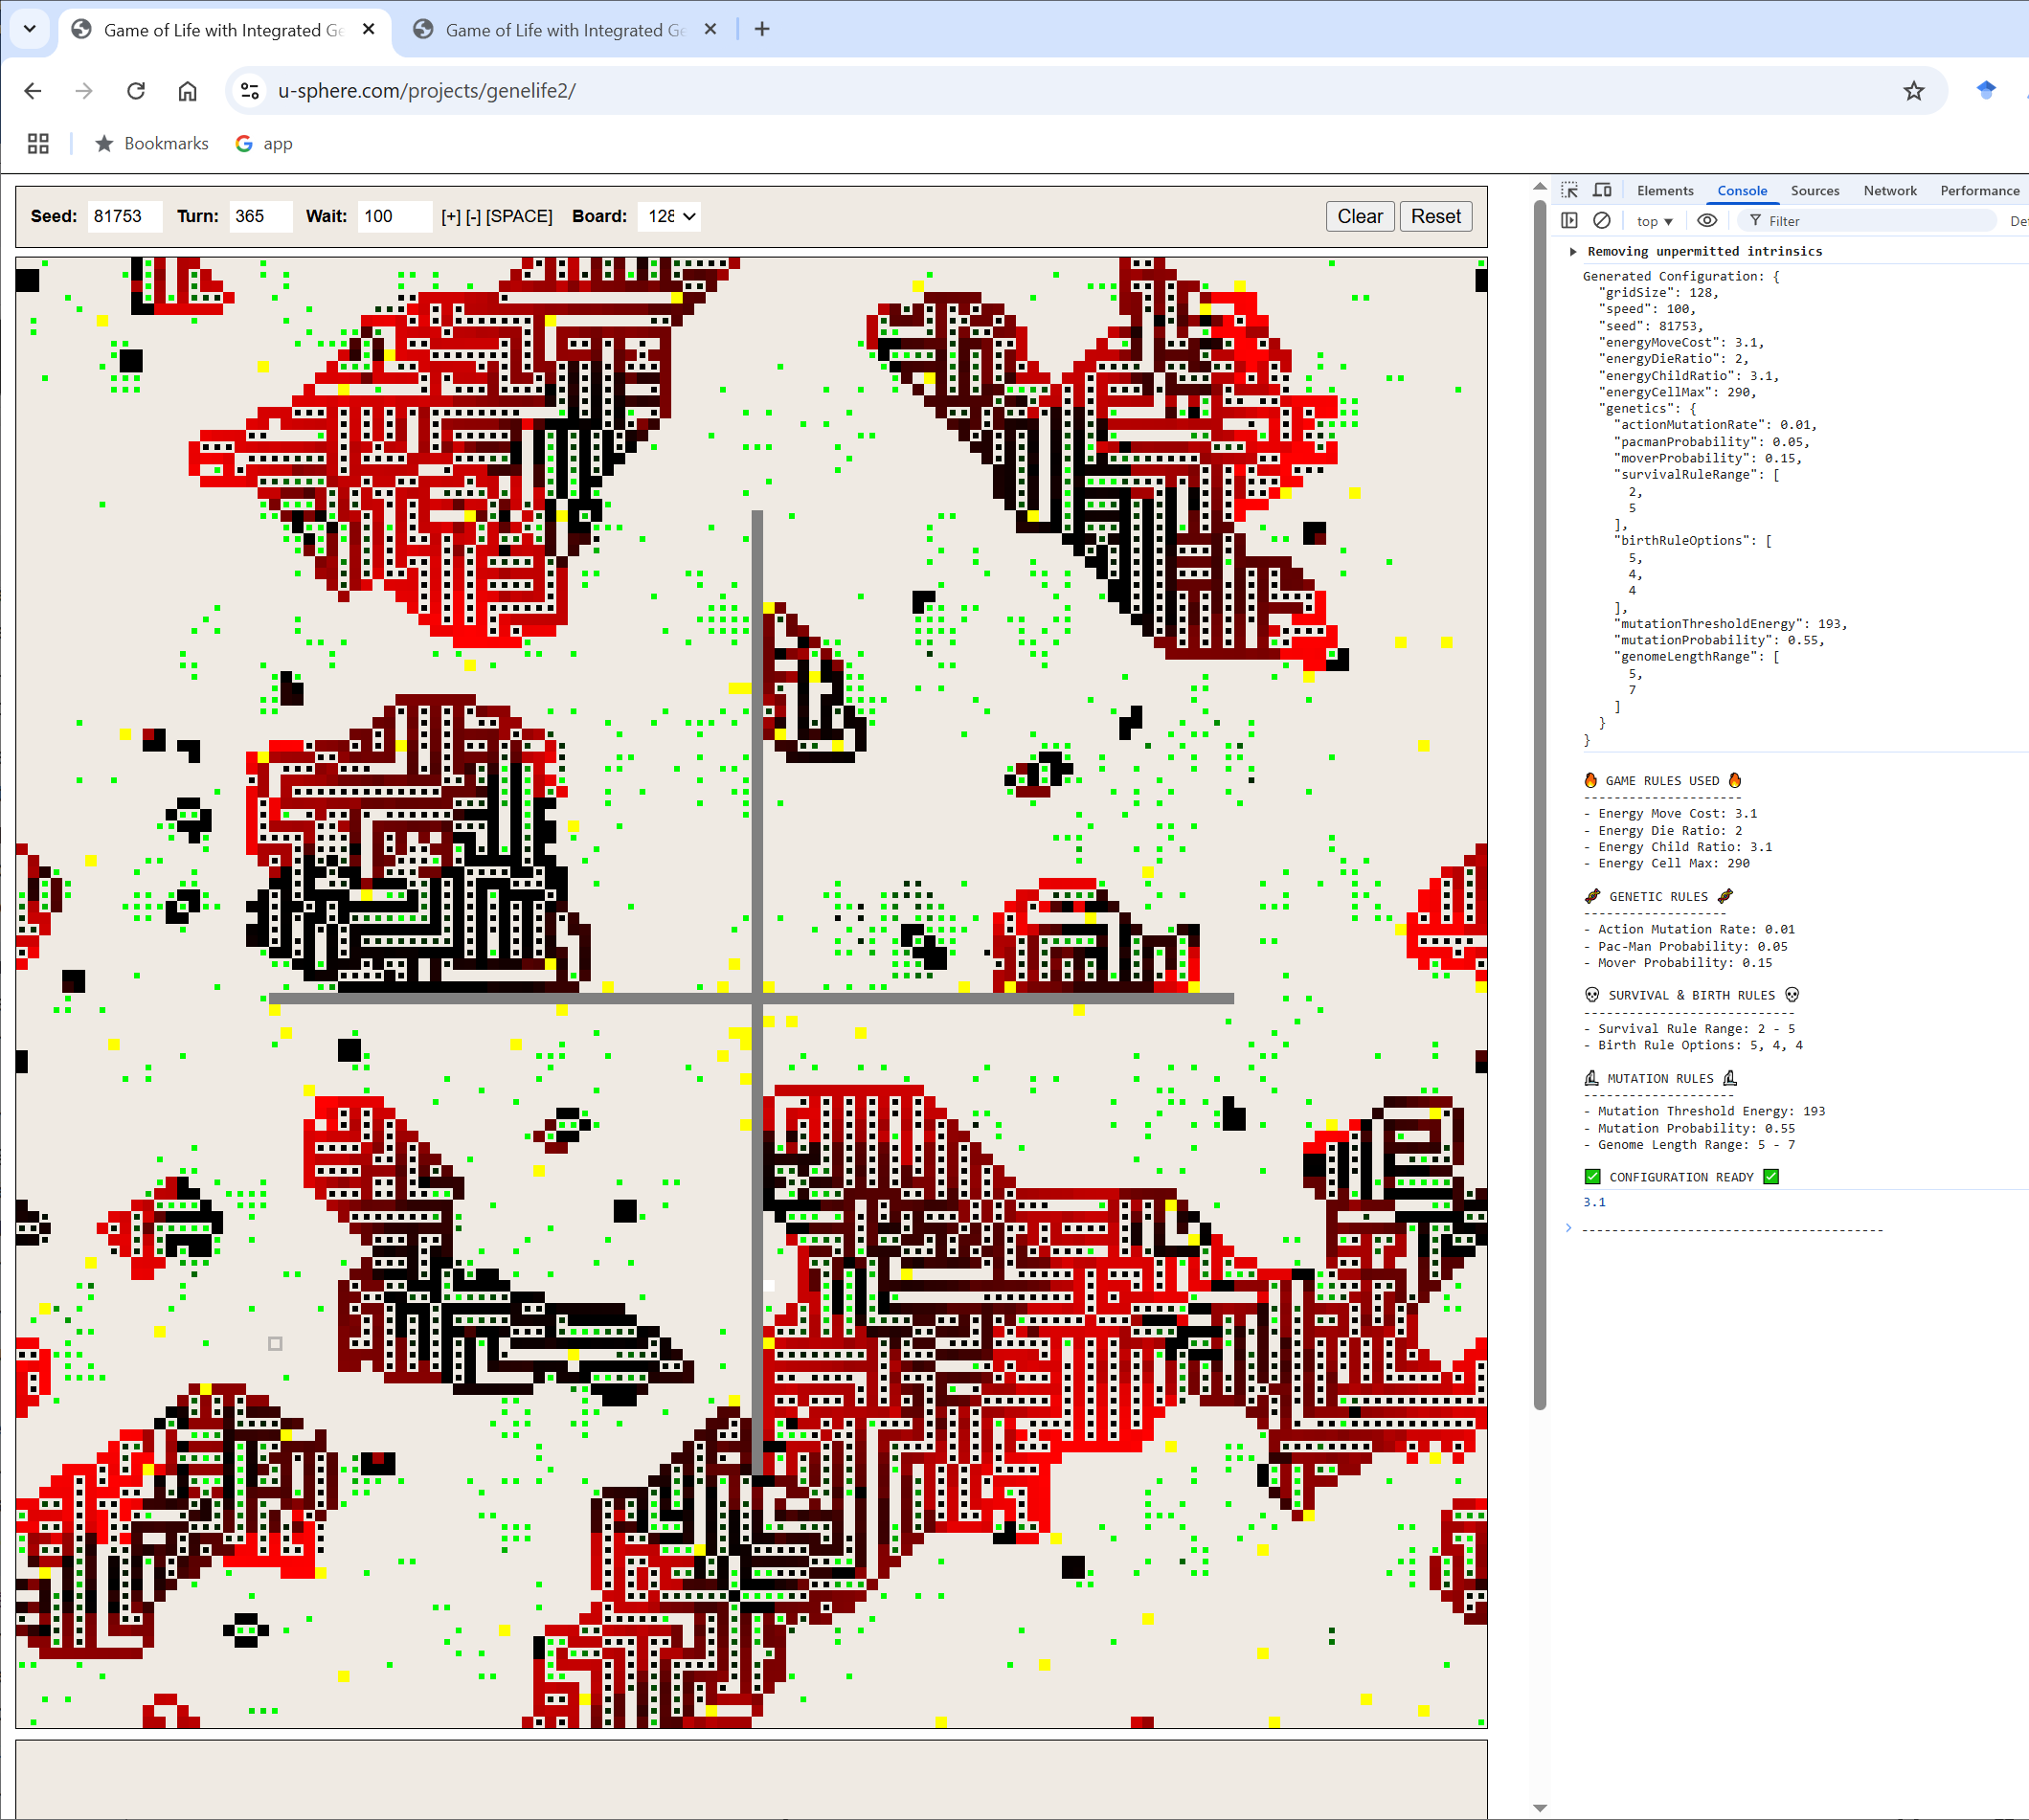 Game of Life with Integrated Ge
Game of Life with Integrated Ge
u-sphere.com/projects/genelife2/
Bookmarks
app
Seed: 81753 Turn: 365 Wait: 100 [+] [-] [SPACE] Board: 128 Clear Reset
Elements Console Sources Network Performance
top Filter
Removing unpermitted intrinsics
Generated Configuration: {
"gridSize": 128,
"speed": 100,
"seed": 81753,
"energyMoveCost": 3.1,
"energyDieRatio": 2,
"energyChildRatio": 3.1,
"energyCellMax": 290,
"genetics": {
"actionMutationRate": 0.01,
"pacmanProbability": 0.05,
"moverProbability": 0.15,
"survivalRuleRange": [
2,
5
],
"birthRuleOptions": [
5,
4,
4
],
"mutationThresholdEnergy": 193,
"mutationProbability": 0.55,
"genomeLengthRange": [
5,
7
]
}
}
🔥 GAME RULES USED 🔥
--------------------
- Energy Move Cost: 3.1
- Energy Die Ratio: 2
- Energy Child Ratio: 3.1
- Energy Cell Max: 290
🧬 GENETIC RULES 🧬
------------------
- Action Mutation Rate: 0.01
- Pac-Man Probability: 0.05
- Mover Probability: 0.15
💀 SURVIVAL & BIRTH RULES 💀
---------------------------
- Survival Rule Range: 2 - 5
- Birth Rule Options: 5, 4, 4
🔬 MUTATION RULES 🔬
-------------------
- Mutation Threshold Energy: 193
- Mutation Probability: 0.55
- Genome Length Range: 5 - 7
✅ CONFIGURATION READY ✅
3.1
----------------------------------------